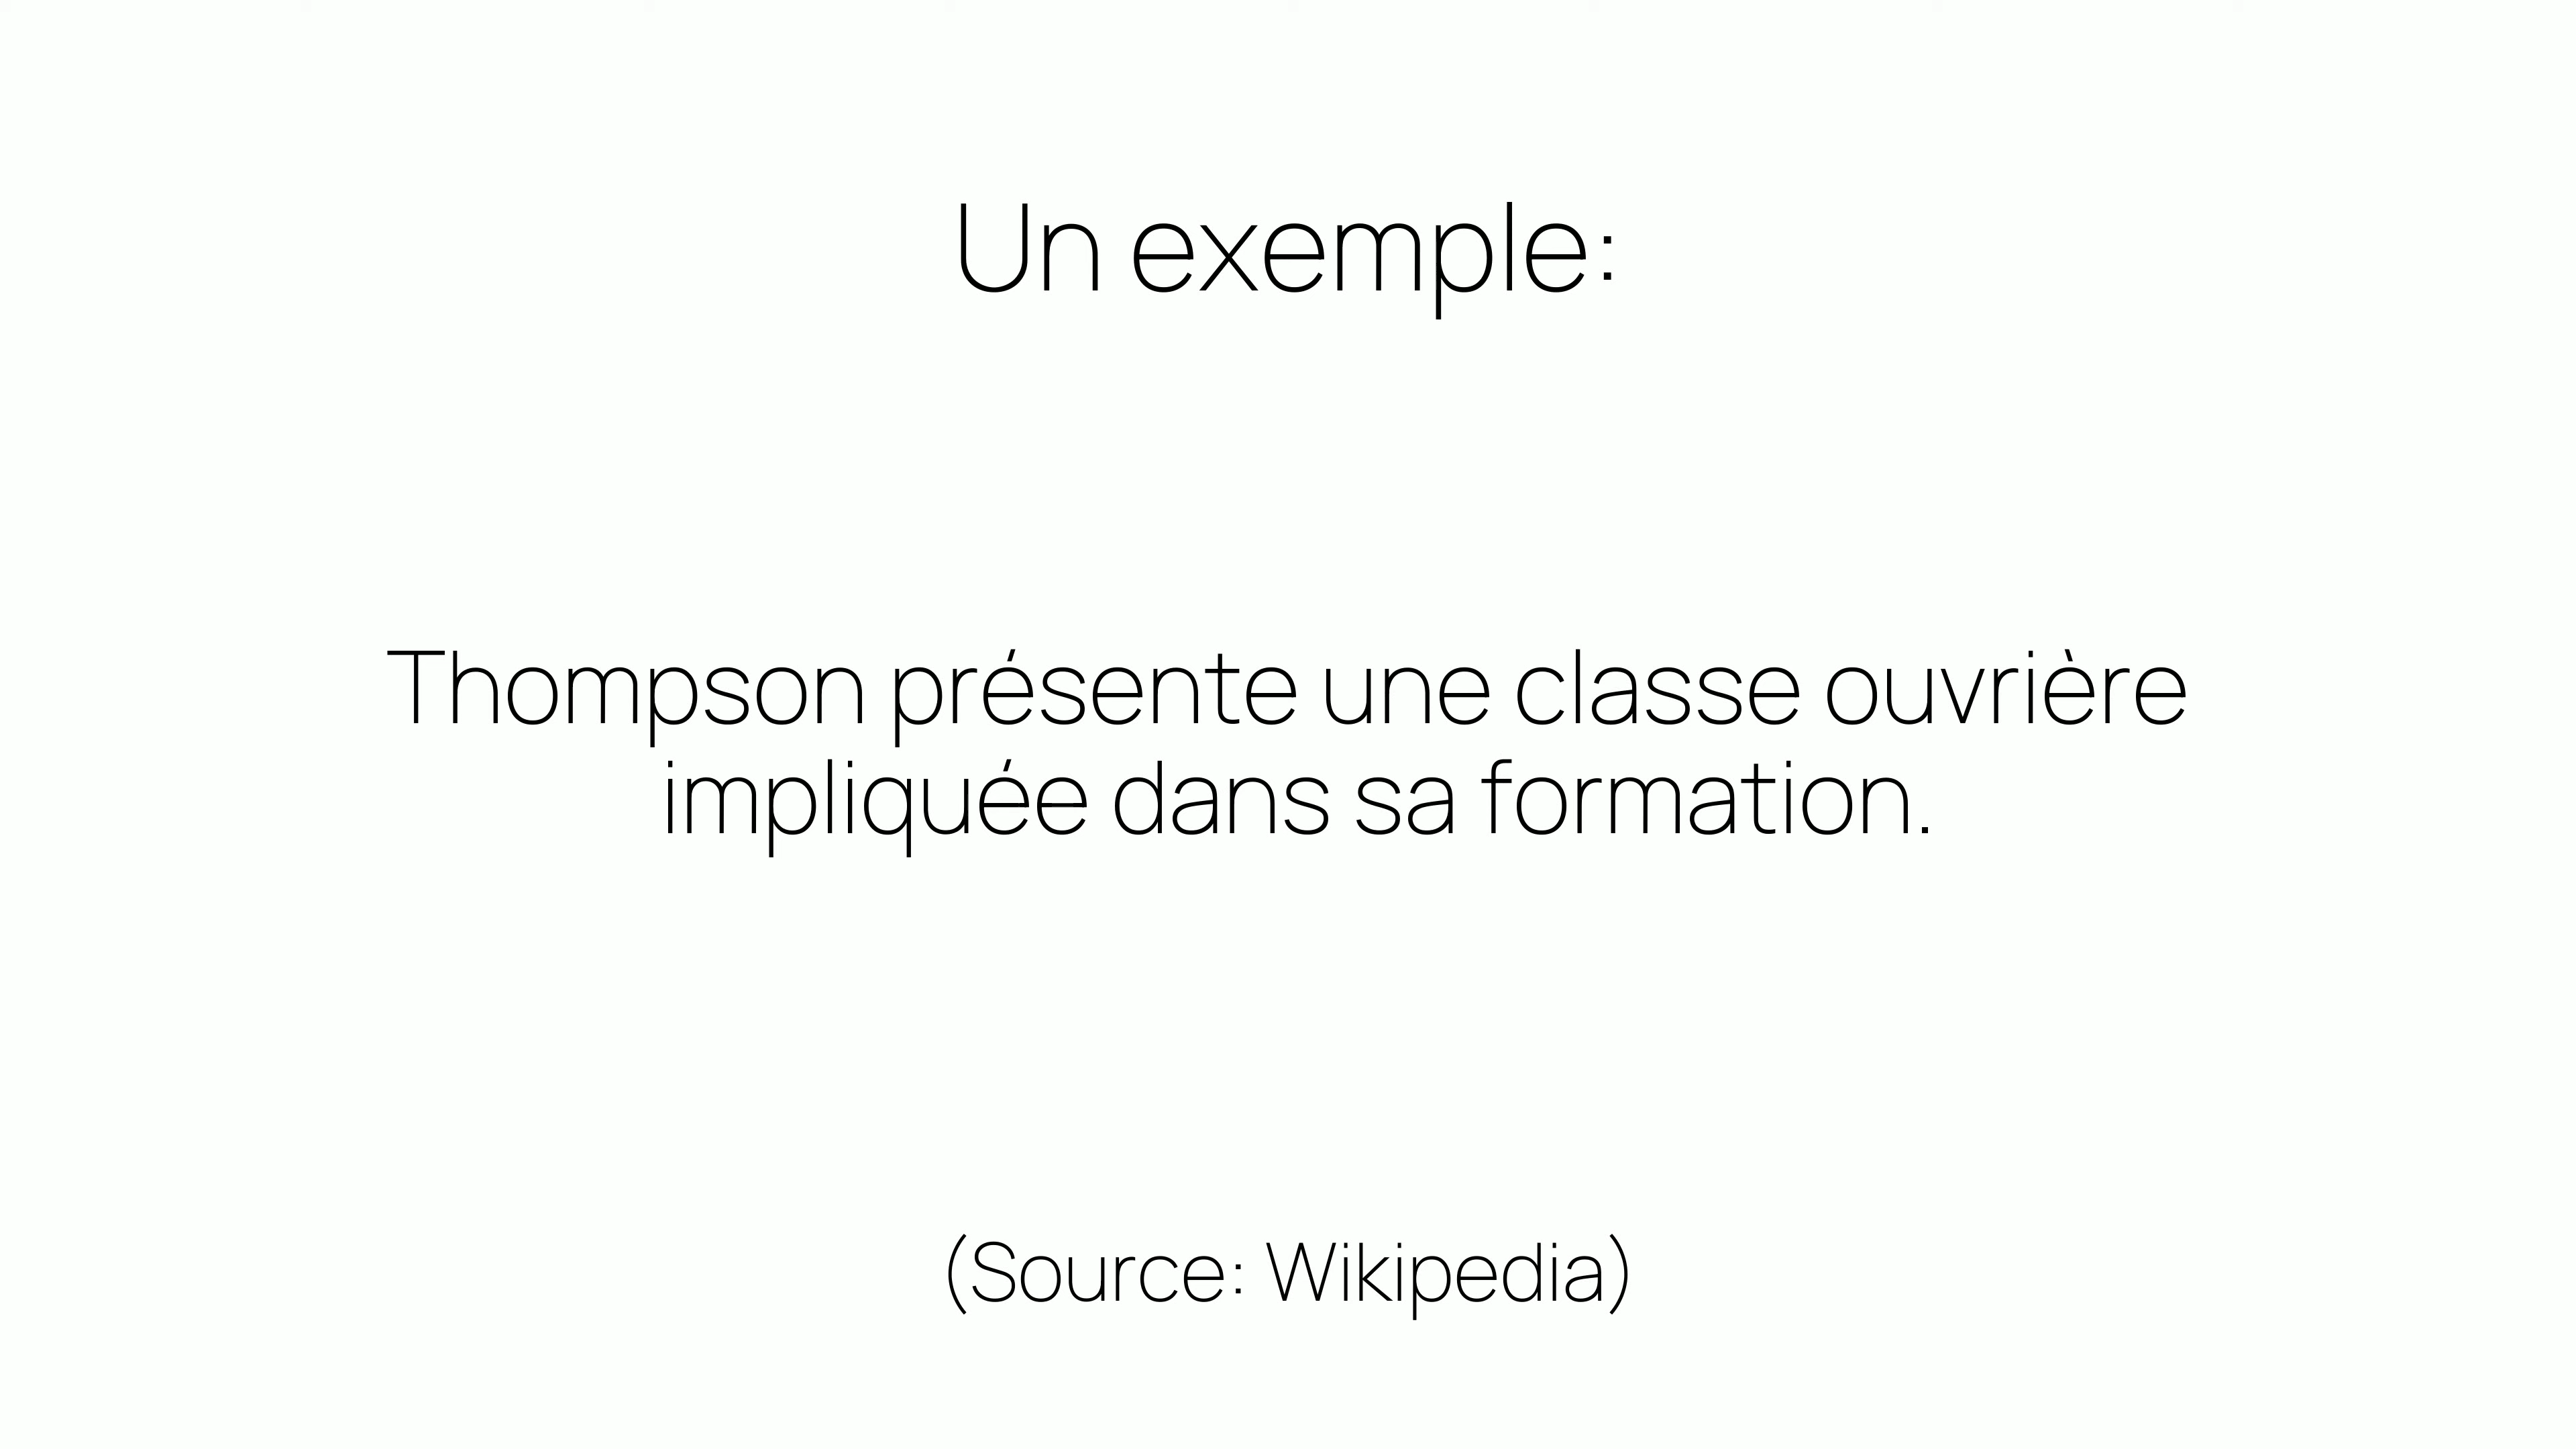 Un exemple:
Thompson présente une classe ouvrière
impliquée dans sa formation.
(Source: Wikipedia)